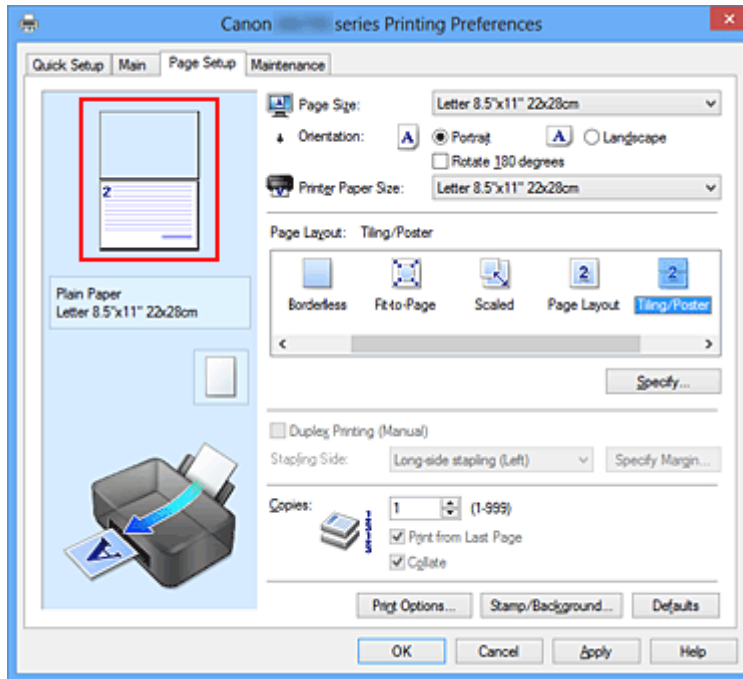 Canon series Printing Preferences
Quick Setup Main Page Setup Maintenance
2
Plain Paper
Letter 8.5"x11" 22x28cm
A
Page Size: Letter 8.5"x11" 22x28cm
Orientation: A Portrait A Landscape
Rotate 180 degrees
Printer Paper Size: Letter 8.5"x11" 22x28cm
Page Layout: Tiling/Poster
2 2
Borderless Fit-to-Page Scaled Page Layout Tiling/Poster
Specify...
Duplex Printing (Manual)
Stapling Side: Long-side stapling (Left) Specify Margin...
Copies: 1 (1-999)
Print from Last Page
Collate
Print Options... Stamp/Background... Defaults
OK Cancel Apply Help